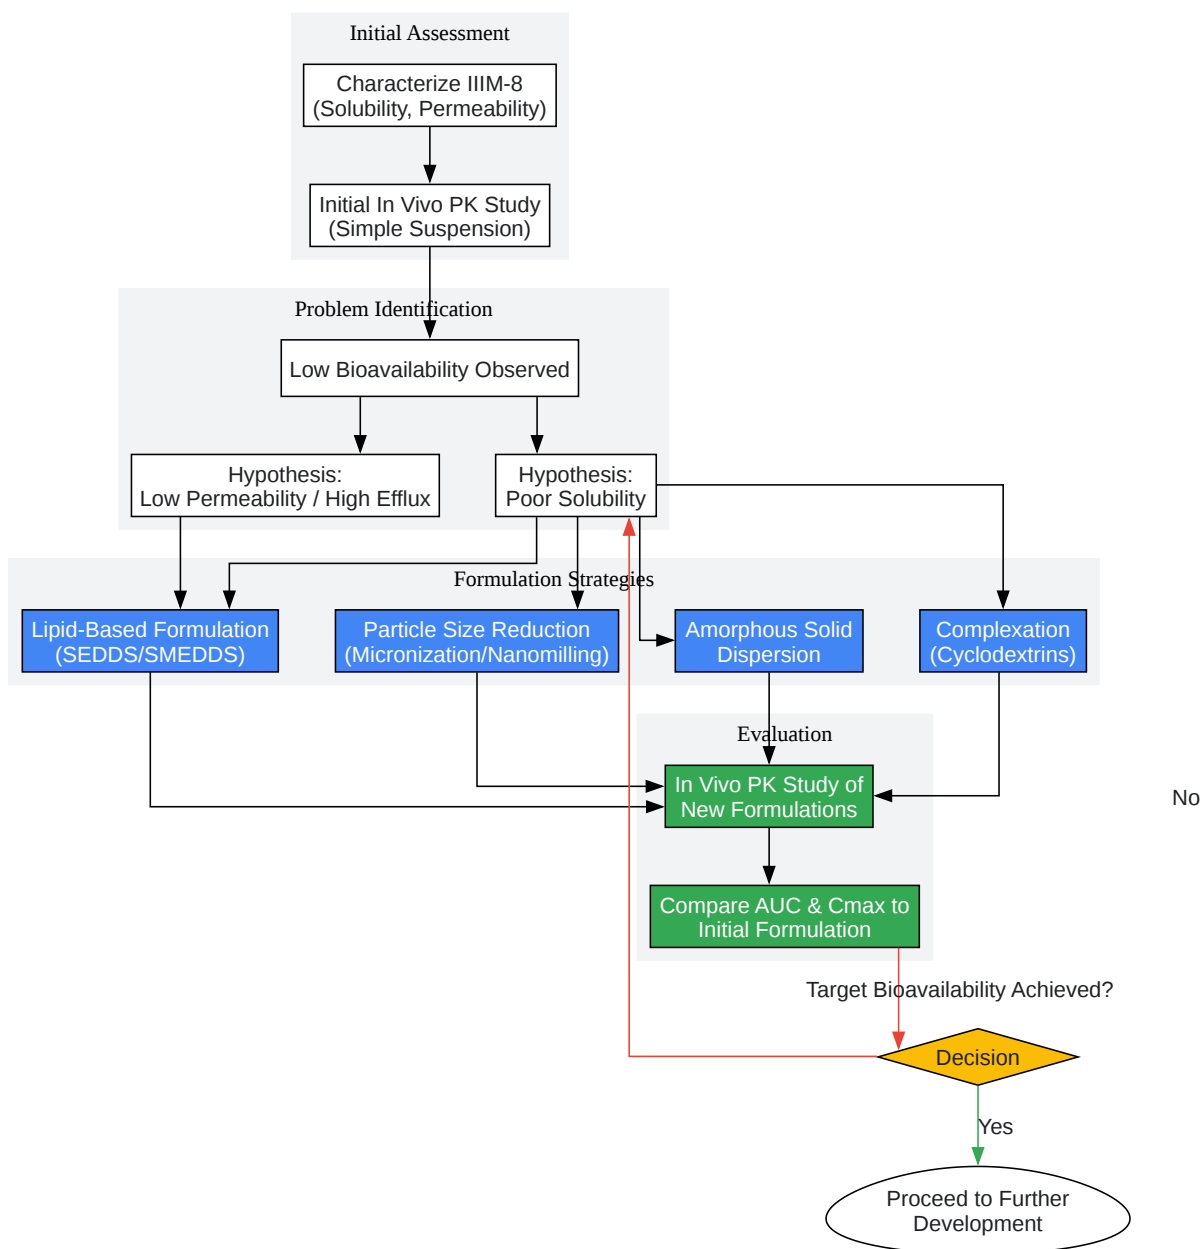 Initial Assessment
Characterize IIIM-8
(Solubility, Permeability)
Initial In Vivo PK Study
(Simple Suspension)
Problem Identification
Low Bioavailability Observed
Hypothesis:
Low Permeability / High Efflux
Hypothesis:
Poor Solubility
Formulation Strategies
Lipid-Based Formulation
(SEDDS/SMEDDS)
Particle Size Reduction
(Micronization/Nanomilling)
Amorphous Solid
Dispersion
Complexation
(Cyclodextrins)
Evaluation
In Vivo PK Study of
New Formulations
No
Compare AUC & Cmax to
Initial Formulation
Target Bioavailability Achieved?
Decision
Yes
Proceed to Further
Development